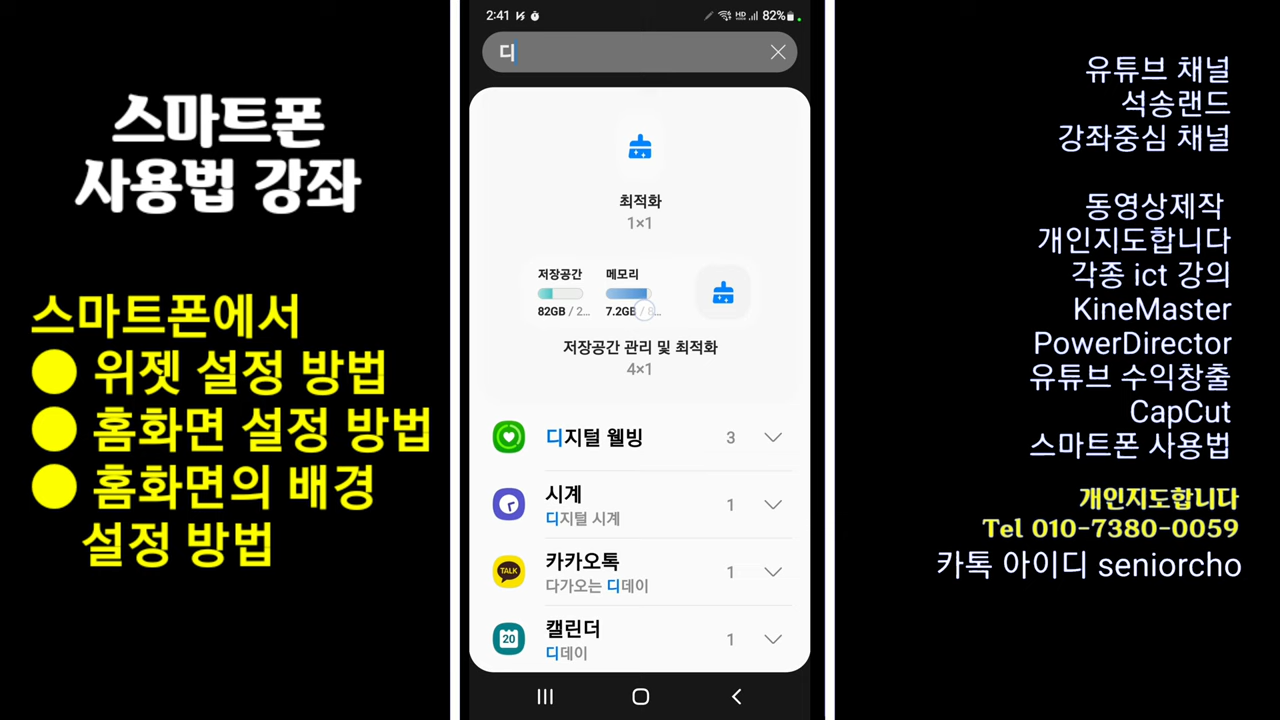 스마트폰
사용법 강좌
스마트폰에서
● 위젯 설정 방법
● 홈화면 설정 방법
● 홈화면의 배경
설정 방법
2:41
HD
82%
디
최적화
1×1
저장공간 메모리
82GB / 2... 7.2GB / 8...
저장공간 관리 및 최적화
4×1
디지털 웰빙 3
시계
디지털 시계 1
TALK
카카오톡
다가오는 디데이 1
20
캘린더
디데이 1
유튜브 채널
석송랜드
강좌중심 채널
동영상제작
개인지도합니다
각종 ict 강의
KineMaster
PowerDirector
유튜브 수익창출
CapCut
스마트폰 사용법
개인지도합니다
Tel 010-7380-0059
카톡 아이디 seniorcho